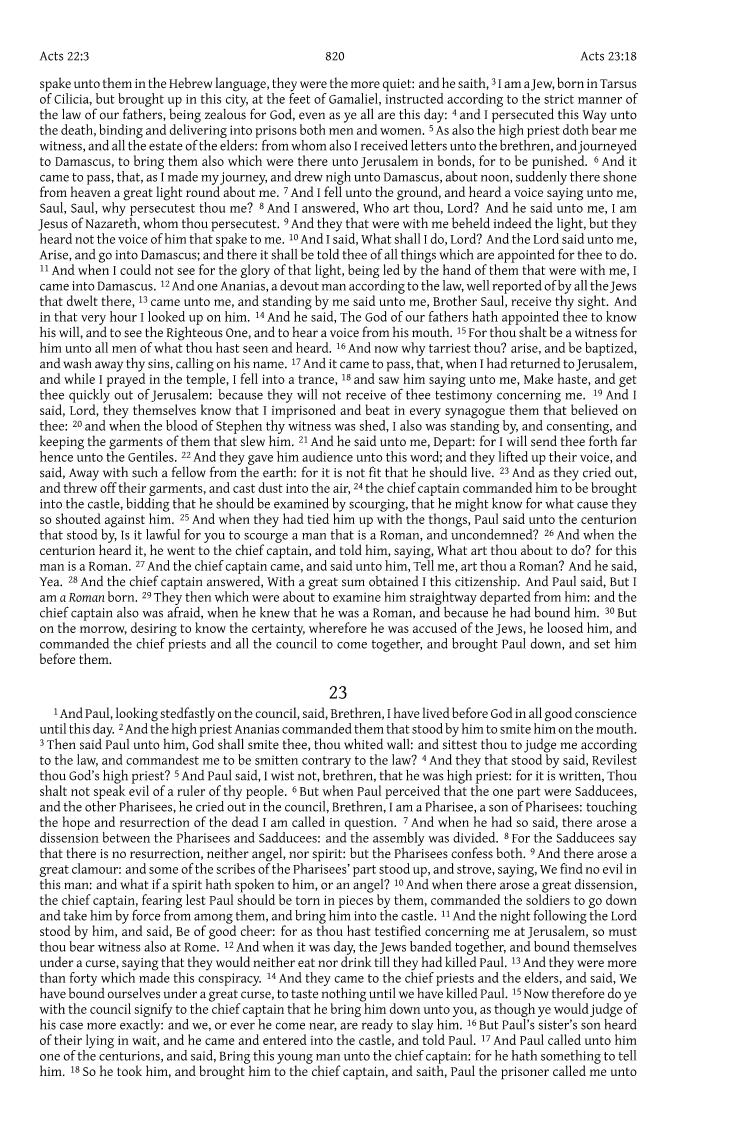 Acts 22:3 820 Acts 23:18
spake unto them in the Hebrew language, they were the more quiet: and he saith, 3 I am a Jew, born in Tarsus
of Cilicia, but brought up in this city, at the feet of Gamaliel, instructed according to the strict manner of
the law of our fathers, being zealous for God, even as ye all are this day: 4 and I persecuted this Way unto
the death, binding and delivering into prisons both men and women. 5 As also the high priest doth bear me
witness, and all the estate of the elders: from whom also I received letters unto the brethren, and journeyed
to Damascus, to bring them also which were there unto Jerusalem in bonds, for to be punished. 6 And it
came to pass, that, as I made my journey, and drew nigh unto Damascus, about noon, suddenly there shone
from heaven a great light round about me. 7 And I fell unto the ground, and heard a voice saying unto me,
Saul, Saul, why persecutest thou me? 8 And I answered, Who art thou, Lord? And he said unto me, I am
Jesus of Nazareth, whom thou persecutest. 9 And they that were with me beheld indeed the light, but they
heard not the voice of him that spake to me. 10 And I said, What shall I do, Lord? And the Lord said unto me,
Arise, and go into Damascus; and there it shall be told thee of all things which are appointed for thee to do.
11 And when I could not see for the glory of that light, being led by the hand of them that were with me, I
came into Damascus. 12 And one Ananias, a devout man according to the law, well reported of by all the Jews
that dwelt there, 13 came unto me, and standing by me said unto me, Brother Saul, receive thy sight. And
in that very hour I looked up on him. 14 And he said, The God of our fathers hath appointed thee to know
his will, and to see the Righteous One, and to hear a voice from his mouth. 15 For thou shalt be a witness for
him unto all men of what thou hast seen and heard. 16 And now why tarriest thou? arise, and be baptized,
and wash away thy sins, calling on his name. 17 And it came to pass, that, when I had returned to Jerusalem,
and while I prayed in the temple, I fell into a trance, 18 and saw him saying unto me, Make haste, and get
thee quickly out of Jerusalem: because they will not receive of thee testimony concerning me. 19 And I
said, Lord, they themselves know that I imprisoned and beat in every synagogue them that believed on
thee: 20 and when the blood of Stephen thy witness was shed, I also was standing by, and consenting, and
keeping the garments of them that slew him. 21 And he said unto me, Depart: for I will send thee forth far
hence unto the Gentiles. 22 And they gave him audience unto this word; and they lifted up their voice, and
said, Away with such a fellow from the earth: for it is not fit that he should live. 23 And as they cried out,
and threw off their garments, and cast dust into the air, 24 the chief captain commanded him to be brought
into the castle, bidding that he should be examined by scourging, that he might know for what cause they
so shouted against him. 25 And when they had tied him up with the thongs, Paul said unto the centurion
that stood by, Is it lawful for you to scourge a man that is a Roman, and uncondemned? 26 And when the
centurion heard it, he went to the chief captain, and told him, saying, What art thou about to do? for this
man is a Roman. 27 And the chief captain came, and said unto him, Tell me, art thou a Roman? And he said,
Yea. 28 And the chief captain answered, With a great sum obtained I this citizenship. And Paul said, But I
am a Roman born. 29 They then which were about to examine him straightway departed from him: and the
chief captain also was afraid, when he knew that he was a Roman, and because he had bound him. 30 But
on the morrow, desiring to know the certainty, wherefore he was accused of the Jews, he loosed him, and
commanded the chief priests and all the council to come together, and brought Paul down, and set him
before them.
23
1 And Paul, looking stedfastly on the council, said, Brethren, I have lived before God in all good conscience
until this day. 2 And the high priest Ananias commanded them that stood by him to smite him on the mouth.
3 Then said Paul unto him, God shall smite thee, thou whited wall: and sittest thou to judge me according
to the law, and commandest me to be smitten contrary to the law? 4 And they that stood by said, Revilest
thou God's high priest? 5 And Paul said, I wist not, brethren, that he was high priest: for it is written, Thou
shalt not speak evil of a ruler of thy people. 6 But when Paul perceived that the one part were Sadducees,
and the other Pharisees, he cried out in the council, Brethren, I am a Pharisee, a son of Pharisees: touching
the hope and resurrection of the dead I am called in question. 7 And when he had so said, there arose a
dissension between the Pharisees and Sadducees: and the assembly was divided. 8 For the Sadducees say
that there is no resurrection, neither angel, nor spirit: but the Pharisees confess both. 9 And there arose a
great clamour: and some of the scribes of the Pharisees' part stood up, and strove, saying, We find no evil in
this man: and what if a spirit hath spoken to him, or an angel? 10 And when there arose a great dissension,
the chief captain, fearing lest Paul should be torn in pieces by them, commanded the soldiers to go down
and take him by force from among them, and bring him into the castle. 11 And the night following the Lord
stood by him, and said, Be of good cheer: for as thou hast testified concerning me at Jerusalem, so must
thou bear witness also at Rome. 12 And when it was day, the Jews banded together, and bound themselves
under a curse, saying that they would neither eat nor drink till they had killed Paul. 13 And they were more
than forty which made this conspiracy. 14 And they came to the chief priests and the elders, and said, We
have bound ourselves under a great curse, to taste nothing until we have killed Paul. 15 Now therefore do ye
with the council signify to the chief captain that he bring him down unto you, as though ye would judge of
his case more exactly: and we, or ever he come near, are ready to slay him. 16 But Paul's sister's son heard
of their lying in wait, and he came and entered into the castle, and told Paul. 17 And Paul called unto him
one of the centurions, and said, Bring this young man unto the chief captain: for he hath something to tell
him. 18 So he took him, and brought him to the chief captain, and saith, Paul the prisoner called me unto